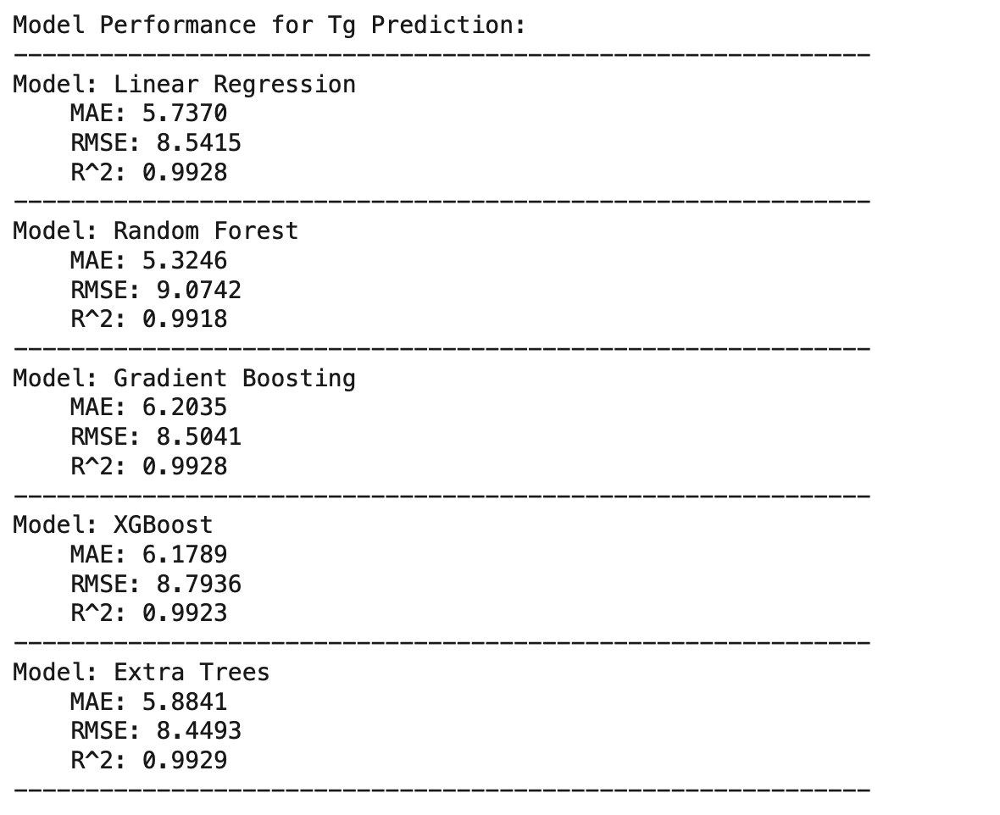 Model Performance for Tg Prediction:
------------------------------------------------------------
Model: Linear Regression
    MAE: 5.7370
    RMSE: 8.5415
    R^2: 0.9928
------------------------------------------------------------
Model: Random Forest
    MAE: 5.3246
    RMSE: 9.0742
    R^2: 0.9918
------------------------------------------------------------
Model: Gradient Boosting
    MAE: 6.2035
    RMSE: 8.5041
    R^2: 0.9928
------------------------------------------------------------
Model: XGBoost
    MAE: 6.1789
    RMSE: 8.7936
    R^2: 0.9923
------------------------------------------------------------
Model: Extra Trees
    MAE: 5.8841
    RMSE: 8.4493
    R^2: 0.9929
------------------------------------------------------------